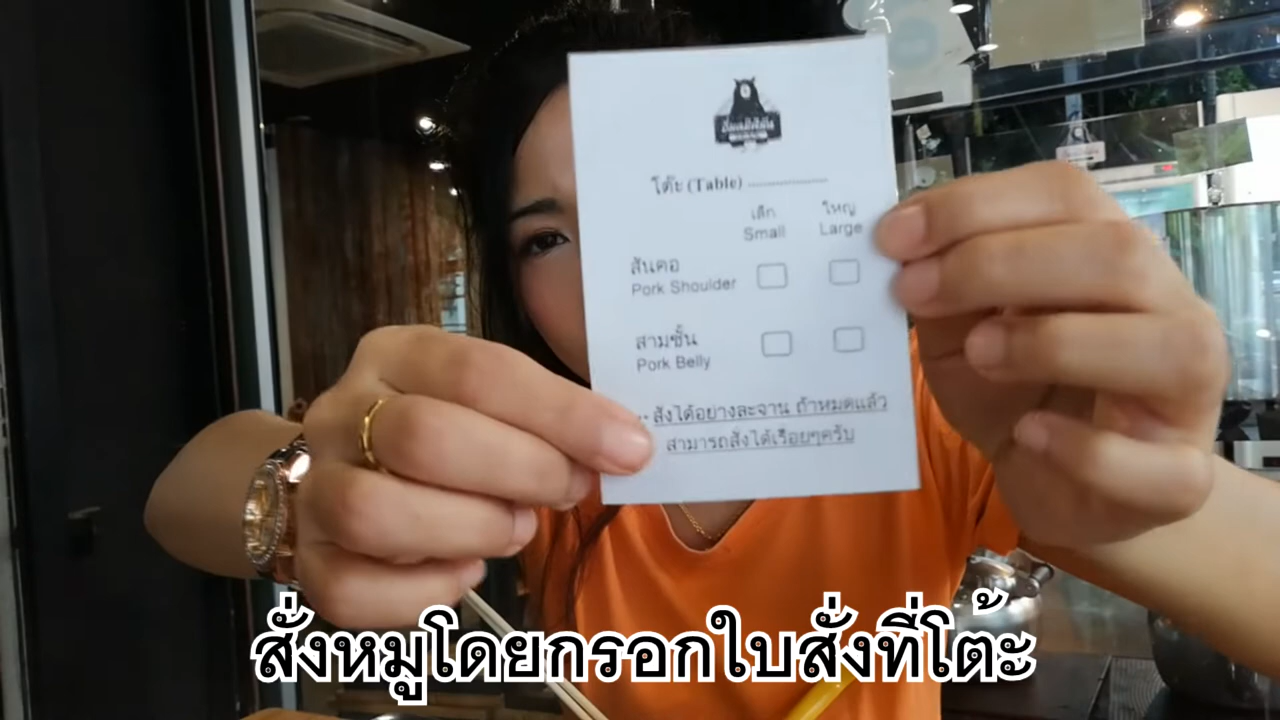 โต๊ะ (Table) ------------------
เล็ก ใหญ่
Small Large
สันคอ
Pork Shoulder
สามชั้น
Pork Belly
** สั่งได้อย่างละจาน ถ้าหมดแล้ว
สามารถสั่งได้เรื่อยๆครับ
สั่งหมูโดยกรอกใบสั่งที่โต้ะ